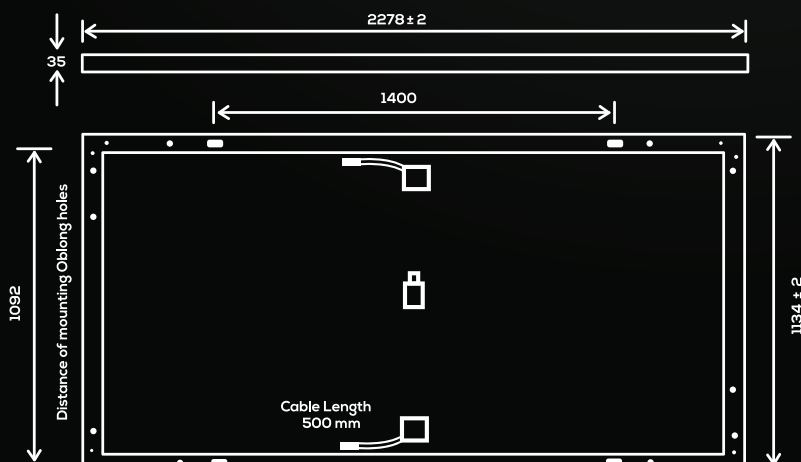 2278 ± 2
35
1400
1092
Distance of mounting Oblong holes
1134 ± 2
Cable Length
500 mm